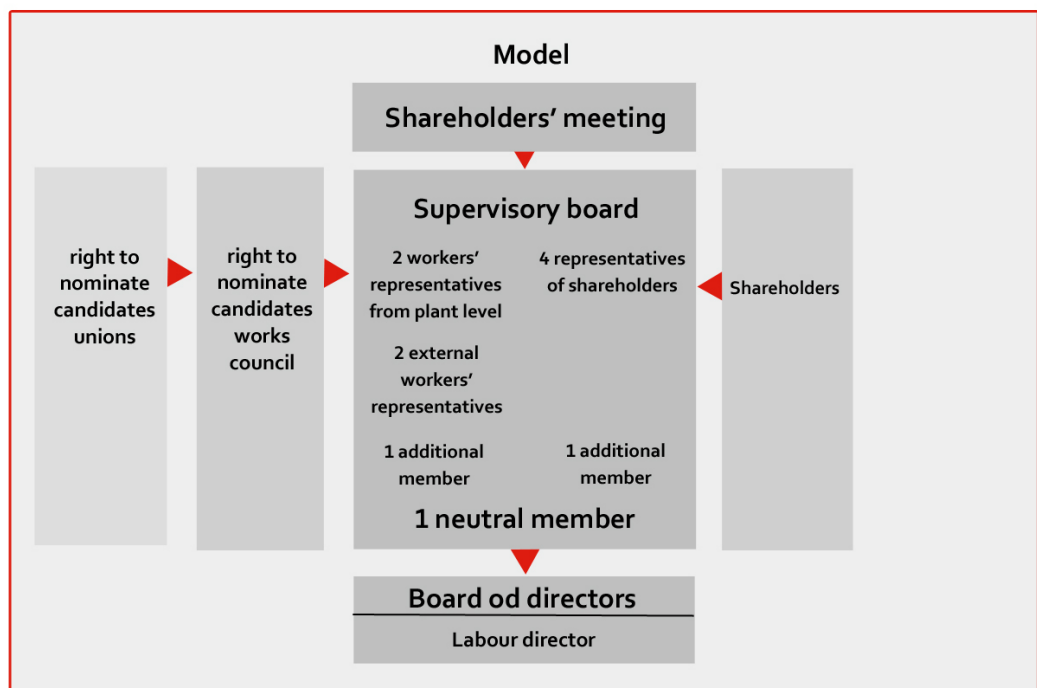 Model
Shareholders’ meeting
right to
nominate
candidates
unions
right to
nominate
candidates
works
council
Supervisory board
2 workers’
representatives
from plant level
4 representatives
of shareholders
2 external
workers’
representatives
1 additional
member
1 additional
member
1 neutral member
Shareholders
Board od directors
Labour director